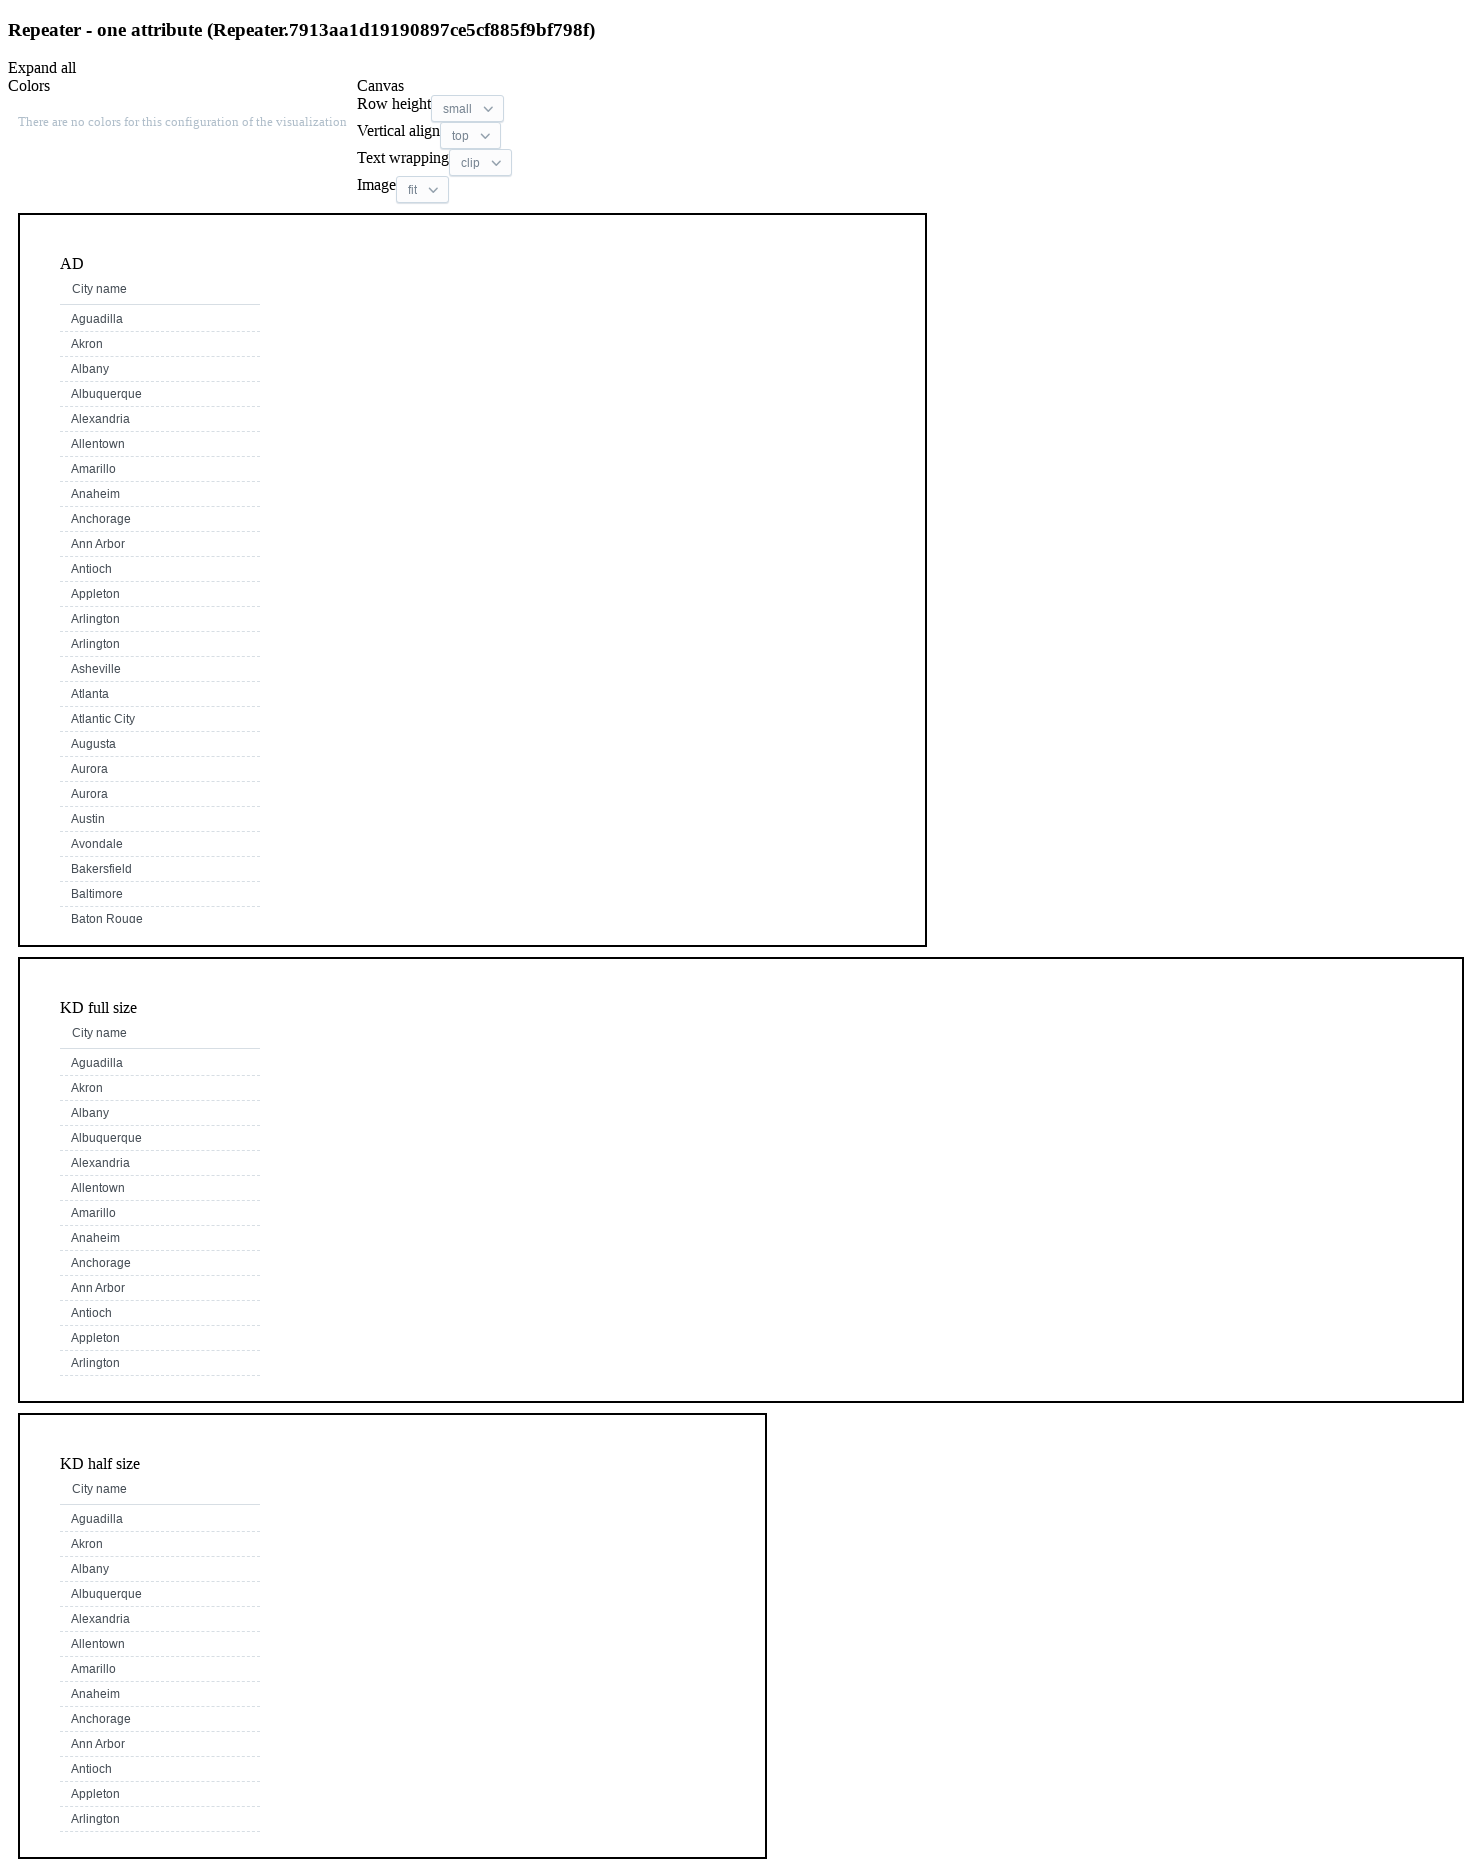 Repeater - one attribute (Repeater.7913aa1d19190897ce5cf885f9bf798f)
Expand all
Colors
There are no colors for this configuration of the visualization
Canvas
Row height small
Vertical align top
Text wrapping clip
Image fit
AD
City name
Aguadilla
Akron
Albany
Albuquerque
Alexandria
Allentown
Amarillo
Anaheim
Anchorage
Ann Arbor
Antioch
Appleton
Arlington
Arlington
Asheville
Atlanta
Atlantic City
Augusta
Aurora
Aurora
Austin
Avondale
Bakersfield
Baltimore
Baton Rouge
KD full size
City name
Aguadilla
Akron
Albany
Albuquerque
Alexandria
Allentown
Amarillo
Anaheim
Anchorage
Ann Arbor
Antioch
Appleton
Arlington
KD half size
City name
Aguadilla
Akron
Albany
Albuquerque
Alexandria
Allentown
Amarillo
Anaheim
Anchorage
Ann Arbor
Antioch
Appleton
Arlington